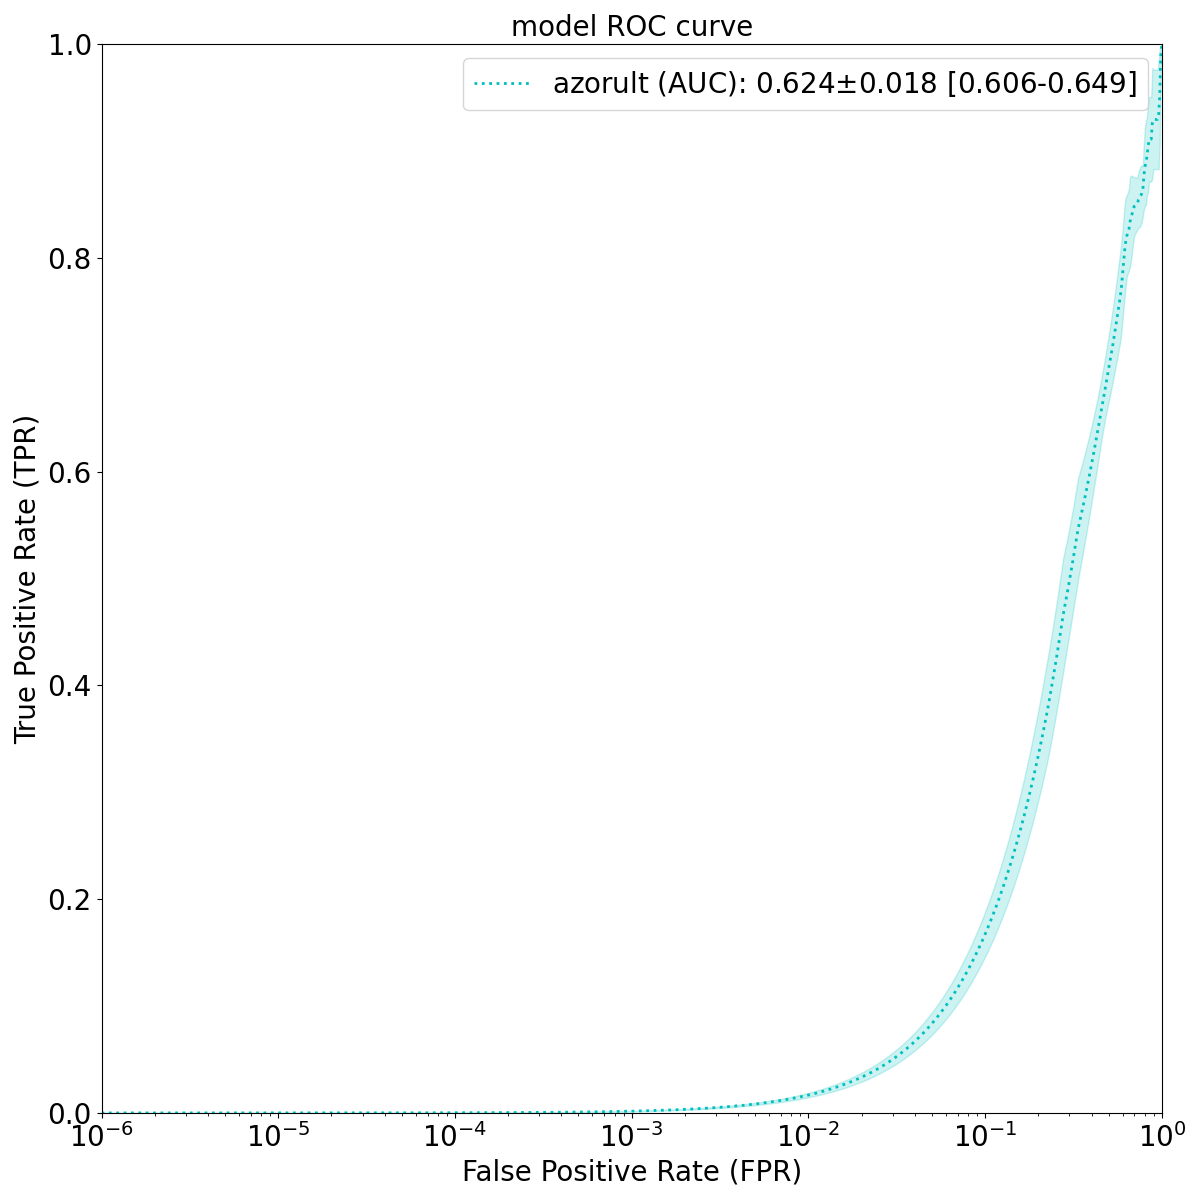 model ROC curve
azorult (AUC): 0.624±0.018 [0.606-0.649]
1.0
0.8
0.6
0.4
0.2
0.0
True Positive Rate (TPR)
10⁻⁶ 10⁻⁵ 10⁻⁴ 10⁻³ 10⁻² 10⁻¹ 10⁰
False Positive Rate (FPR)